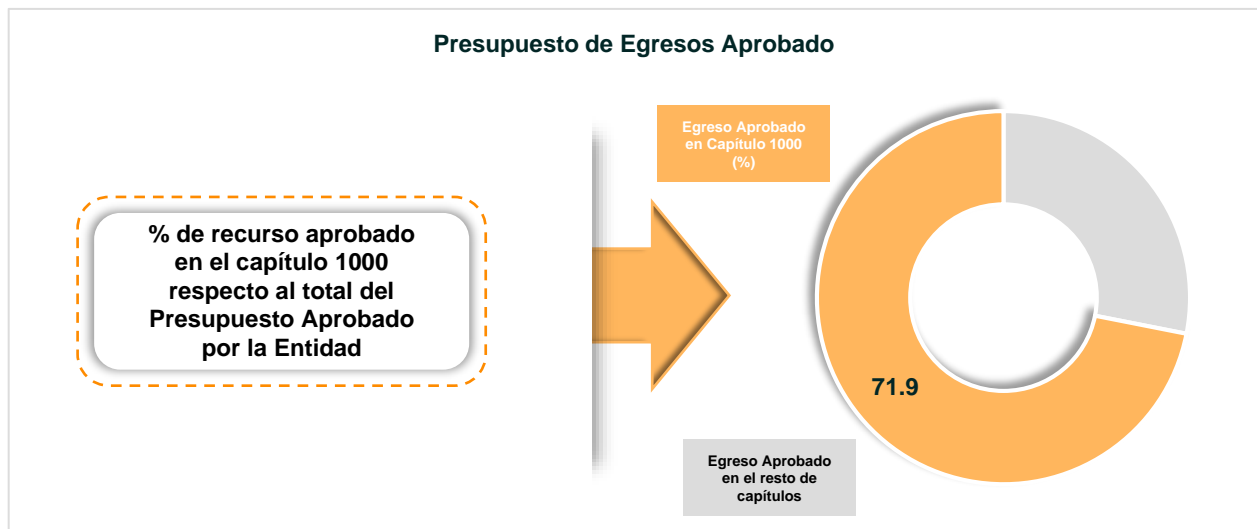 Presupuesto de Egresos Aprobado
% de recurso aprobado
en el capítulo 1000
respecto al total del
Presupuesto Aprobado
por la Entidad
Egreso Aprobado
en Capítulo 1000
(%)
71.9
Egreso Aprobado
en el resto de
capítulos